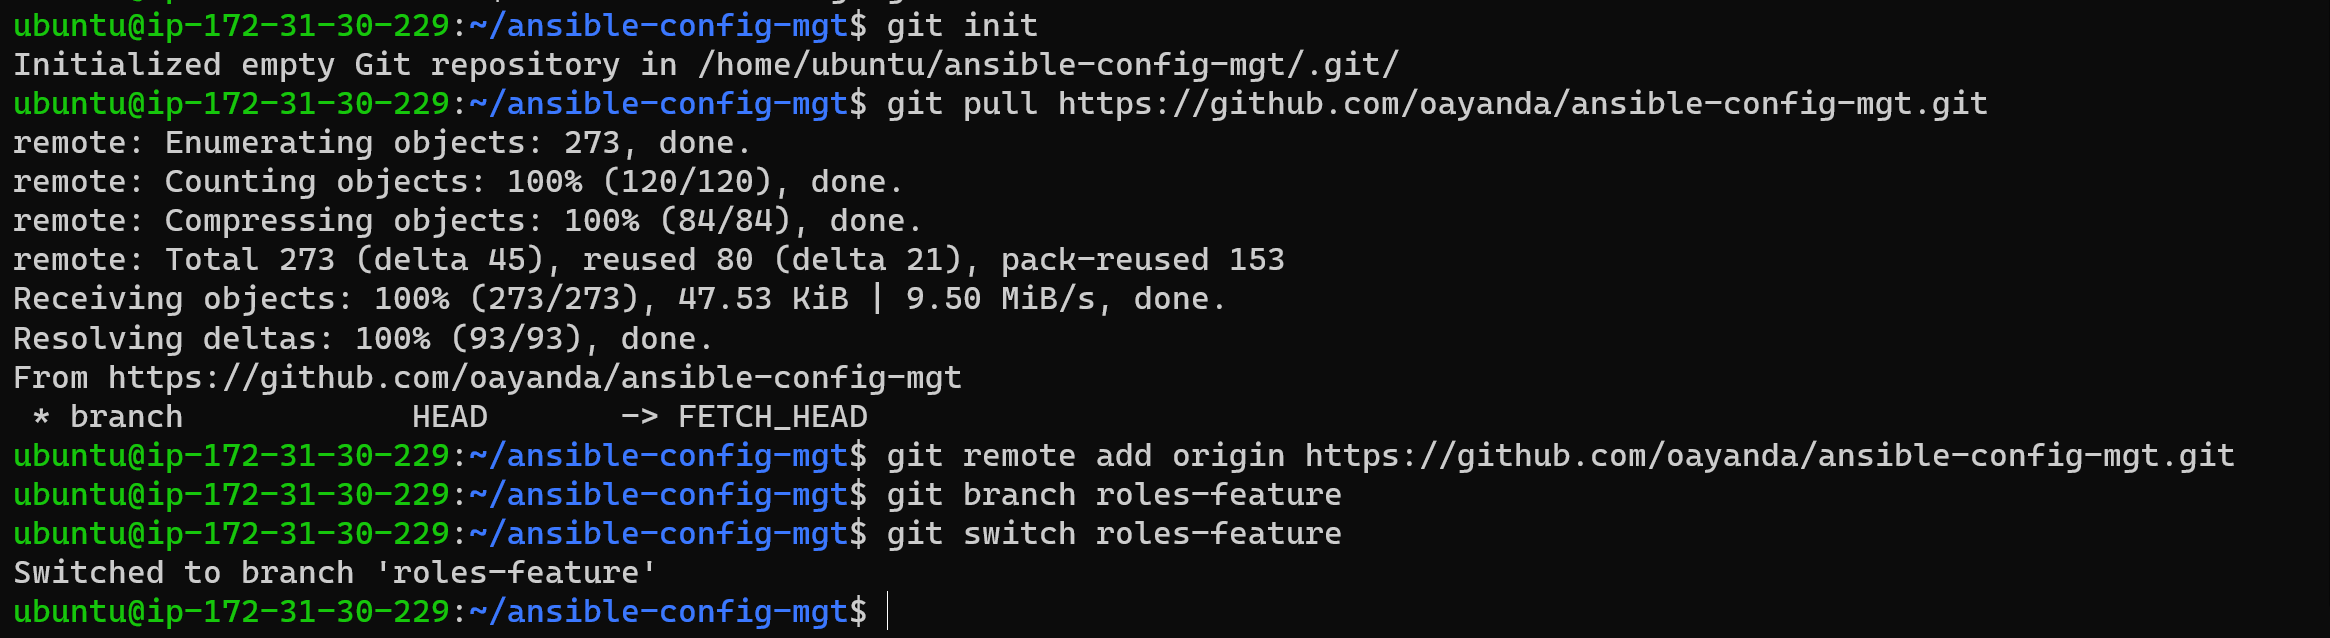 ubuntu@ip-172-31-30-229:~/ansible-config-mgt$ git init
Initialized empty Git repository in /home/ubuntu/ansible-config-mgt/.git/
ubuntu@ip-172-31-30-229:~/ansible-config-mgt$ git pull https://github.com/oayanda/ansible-config-mgt.git
remote: Enumerating objects: 273, done.
remote: Counting objects: 100% (120/120), done.
remote: Compressing objects: 100% (84/84), done.
remote: Total 273 (delta 45), reused 80 (delta 21), pack-reused 153
Receiving objects: 100% (273/273), 47.53 KiB | 9.50 MiB/s, done.
Resolving deltas: 100% (93/93), done.
From https://github.com/oayanda/ansible-config-mgt
 * branch            HEAD       -> FETCH_HEAD
ubuntu@ip-172-31-30-229:~/ansible-config-mgt$ git remote add origin https://github.com/oayanda/ansible-config-mgt.git
ubuntu@ip-172-31-30-229:~/ansible-config-mgt$ git branch roles-feature
ubuntu@ip-172-31-30-229:~/ansible-config-mgt$ git switch roles-feature
Switched to branch 'roles-feature'
ubuntu@ip-172-31-30-229:~/ansible-config-mgt$